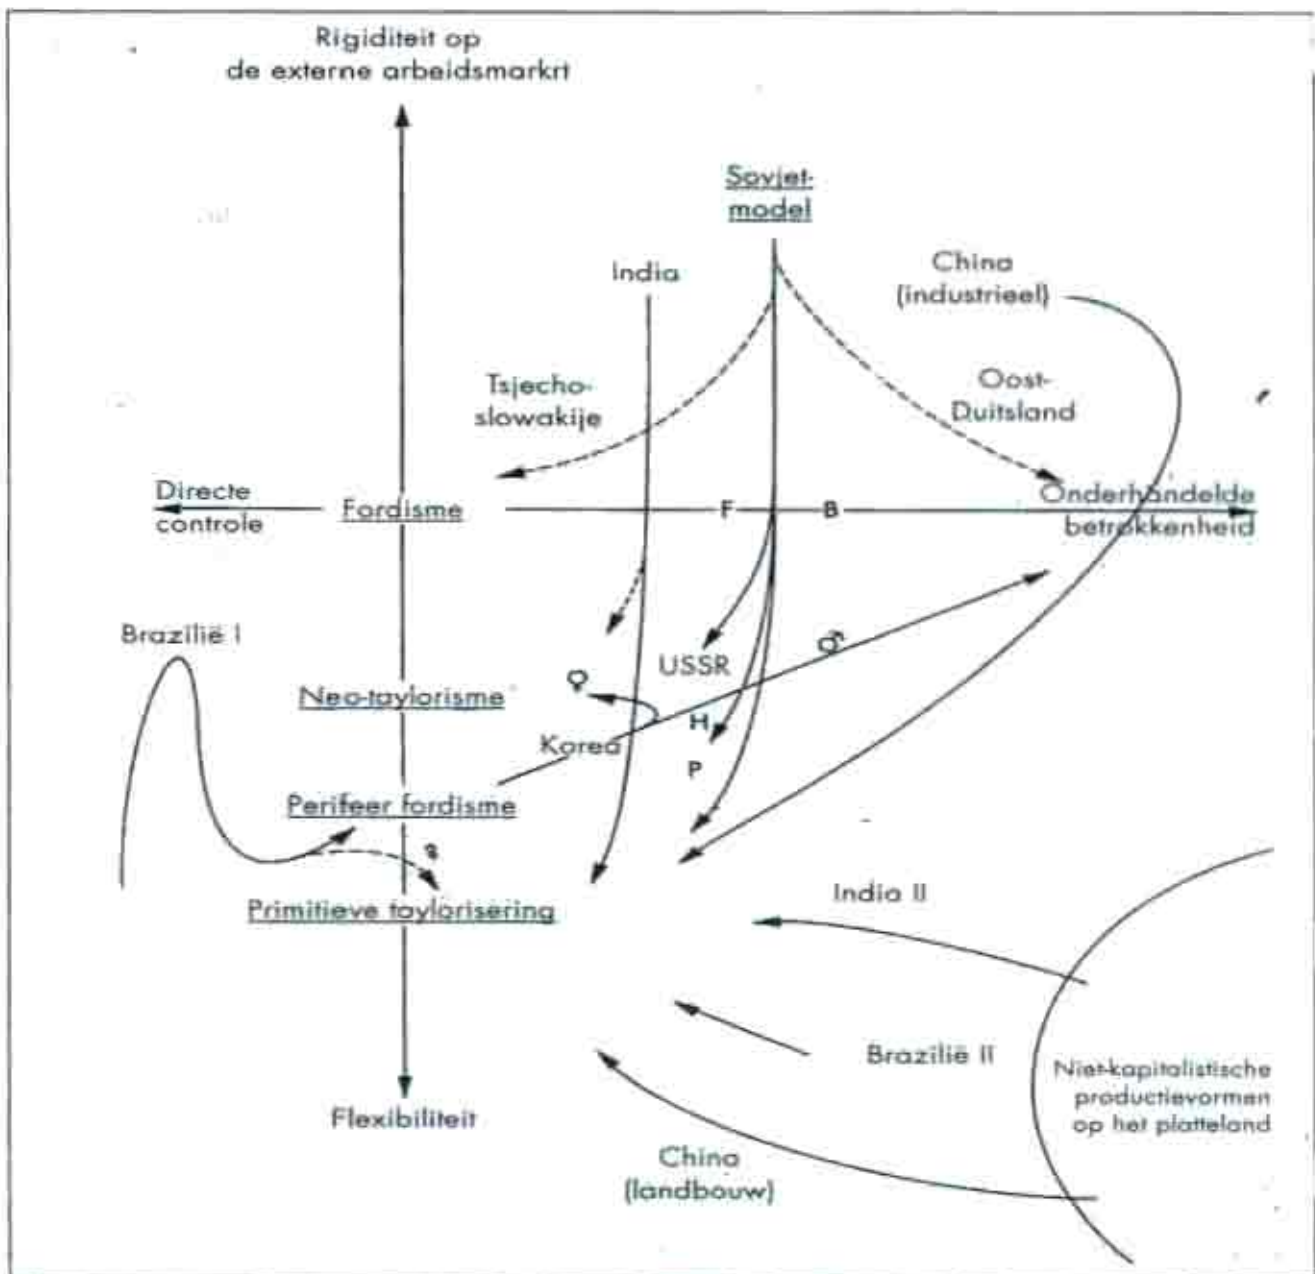 Rigiditeit op
de externe arbeidsmarkrt
Sovjet-
model
India
China
(industrieel)
Tsjecho-
slowakije
Oost-
Duitsland
Directe
controle
Fordisme
F
B
Onderhandelde
betrokkenheid
Brazilië I
♂
USSR
♀
Neo-taylorisme
H
Korea
P
Perifeer fordisme
Primitieve taylorisering
India II
Brazilië II
Niet-kapitalistische
productievormen
op het platteland
Flexibiliteit
China
(landbouw)